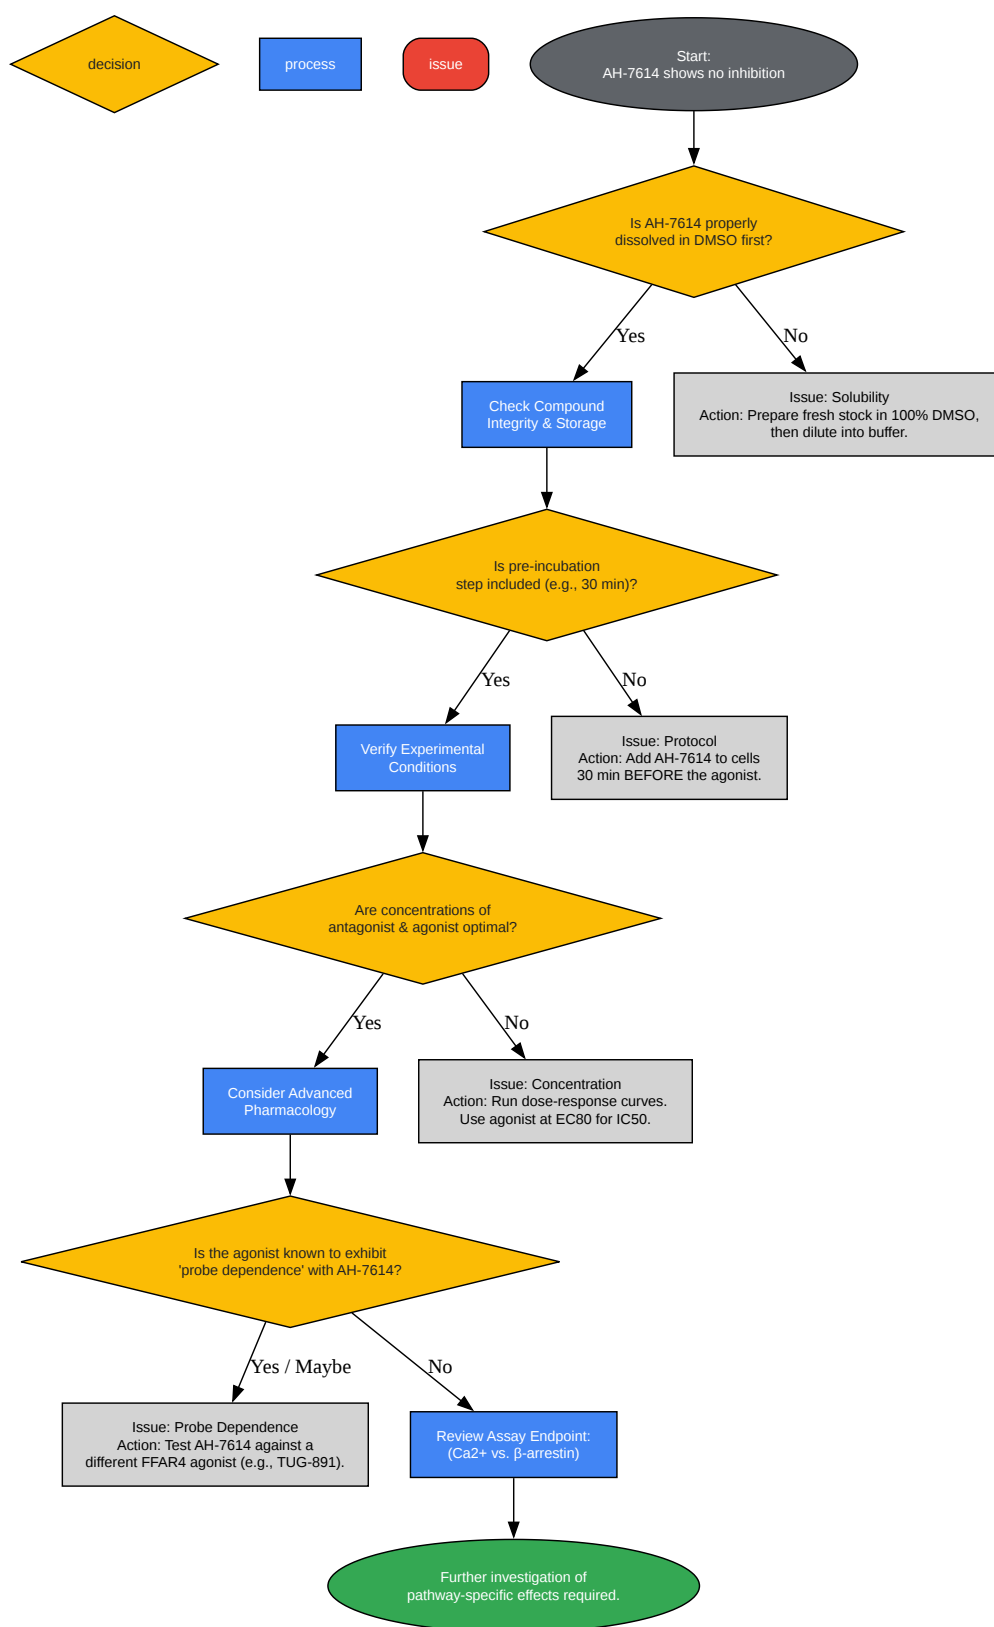 decision
process
issue
Start:
AH-7614 shows no inhibition
Is AH-7614 properly
dissolved in DMSO first?
Yes
No
Check Compound
Integrity & Storage
Issue: Solubility
Action: Prepare fresh stock in 100% DMSO,
then dilute into buffer.
Is pre-incubation
step included (e.g., 30 min)?
Yes
No
Verify Experimental
Conditions
Issue: Protocol
Action: Add AH-7614 to cells
30 min BEFORE the agonist.
Are concentrations of
antagonist & agonist optimal?
Yes
No
Consider Advanced
Pharmacology
Issue: Concentration
Action: Run dose-response curves.
Use agonist at EC80 for IC50.
Is the agonist known to exhibit
'probe dependence' with AH-7614?
Yes / Maybe
No
Issue: Probe Dependence
Action: Test AH-7614 against a
different FFAR4 agonist (e.g., TUG-891).
Review Assay Endpoint:
(Ca2+ vs. β-arrestin)
Further investigation of
pathway-specific effects required.